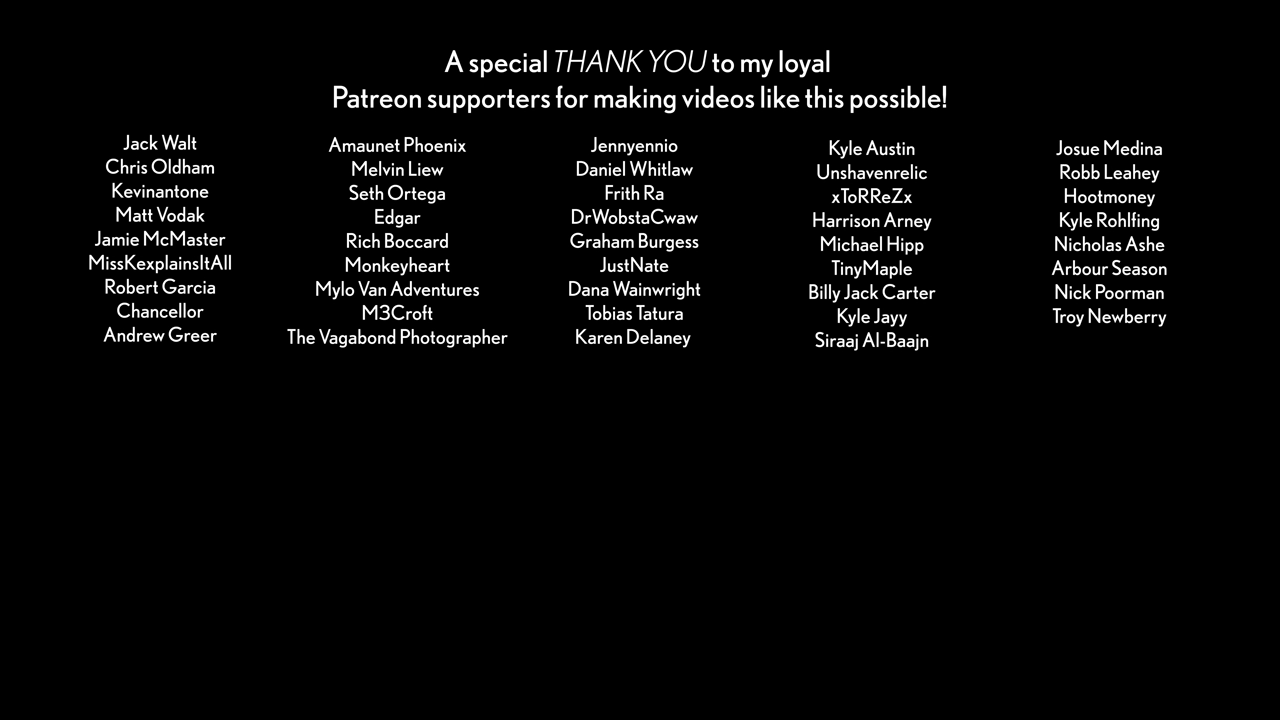 A special THANK YOU to my loyal
Patreon supporters for making videos like this possible!
Jack Walt
Chris Oldham
Kevinantone
Matt Vodak
Jamie McMaster
MissKexplainsItAll
Robert Garcia
Chancellor
Andrew Greer
Amaunet Phoenix
Melvin Liew
Seth Ortega
Edgar
Rich Boccard
Monkeyheart
Mylo Van Adventures
M3Croft
The Vagabond Photographer
Jennyennio
Daniel Whitlaw
Frith Ra
DrWobstaCwaw
Graham Burgess
JustNate
Dana Wainwright
Tobias Tatura
Karen Delaney
Kyle Austin
Unshavenrelic
xToRReZx
Harrison Arney
Michael Hipp
TinyMaple
Billy Jack Carter
Kyle Jayy
Siraaj Al-Baajn
Josue Medina
Robb Leahey
Hootmoney
Kyle Rohlfing
Nicholas Ashe
Arbour Season
Nick Poorman
Troy Newberry